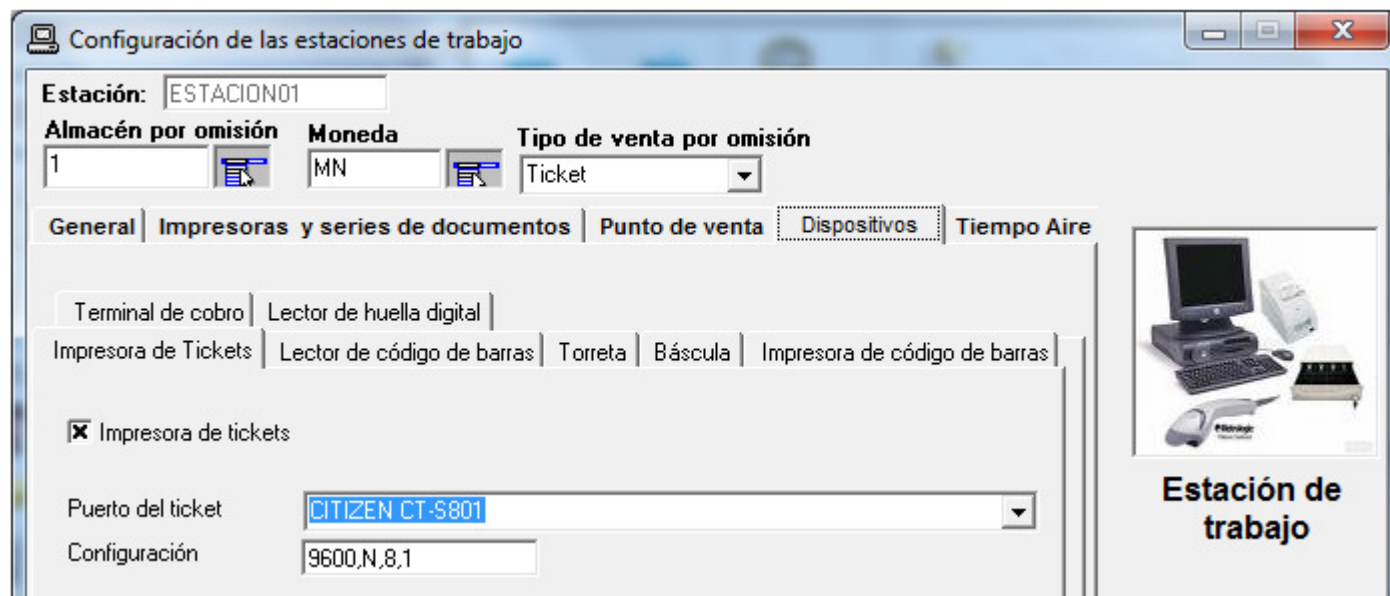 Configuración de las estaciones de trabajo
Estación: ESTACION01
Almacén por omisión Moneda Tipo de venta por omisión
1 MN Ticket
General Impresoras y series de documentos Punto de venta Dispositivos Tiempo Aire
Terminal de cobro Lector de huella digital
Impresora de Tickets Lector de código de barras Torreta Báscula Impresora de código de barras
Impresora de tickets
Puerto del ticket CITIZEN CT-S801
Configuración 9600,N,8,1
Estación de
trabajo